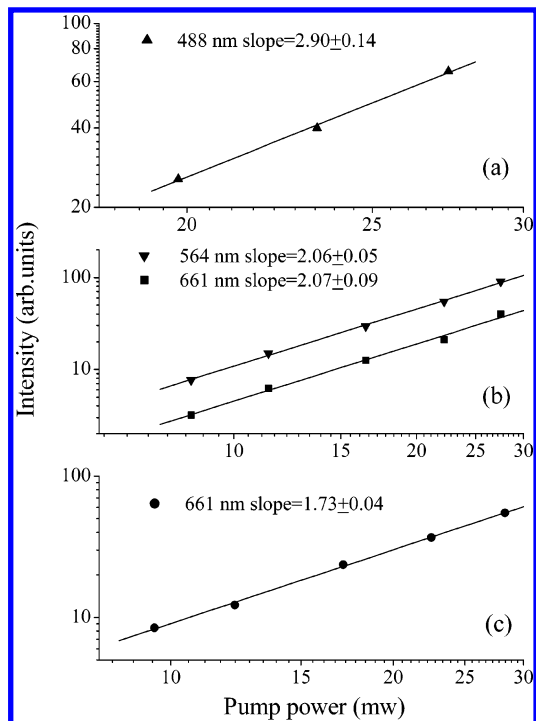 100
80
60
40
20
488 nm slope=2.90±0.14
(a)
20
25
30
Intensity (arb.units)
100
10
564 nm slope=2.06±0.05
661 nm slope=2.07±0.09
(b)
10
15
20
25
30
100
10
661 nm slope=1.73±0.04
(c)
10
15
20
25
30
Pump power (mw)